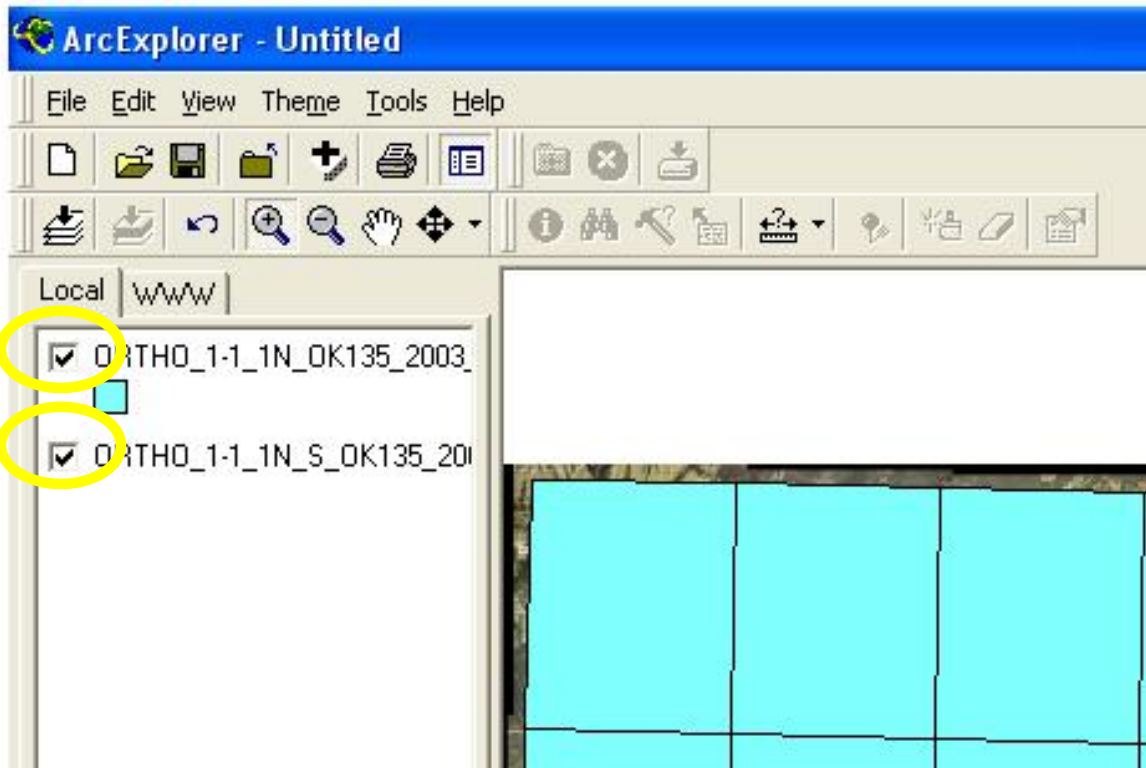 ArcExplorer - Untitled
File Edit View Theme Tools Help
Local WWW
ORTHO_1-1_1N_OK135_2003_
ORTHO_1-1_1N_S_OK135_20